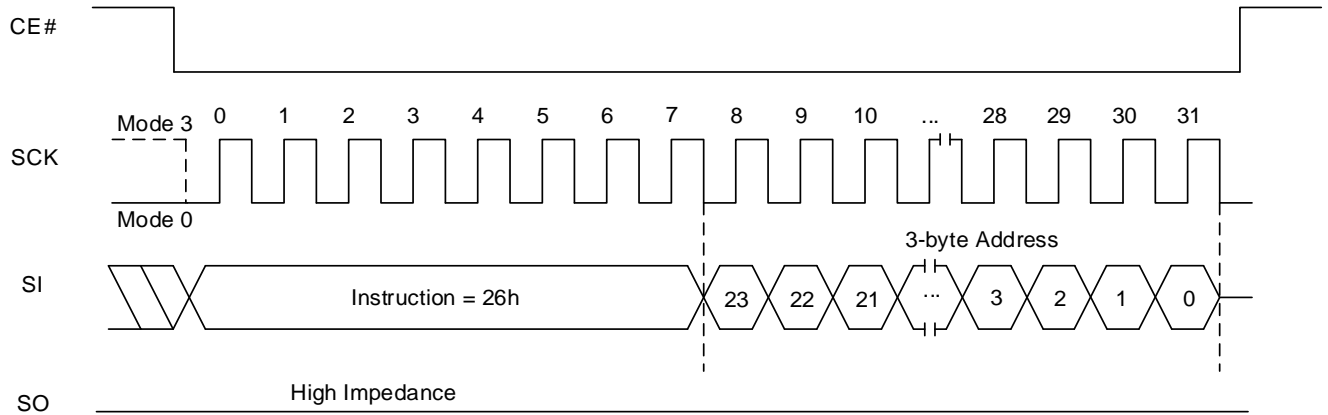 CE#
0 1 2 3 4 5 6 7 8 9 10 ... 28 29 30 31
Mode 3
SCK
Mode 0
3-byte Address
SI
Instruction = 26h 23 22 21 ... 3 2 1 0
High Impedance
SO